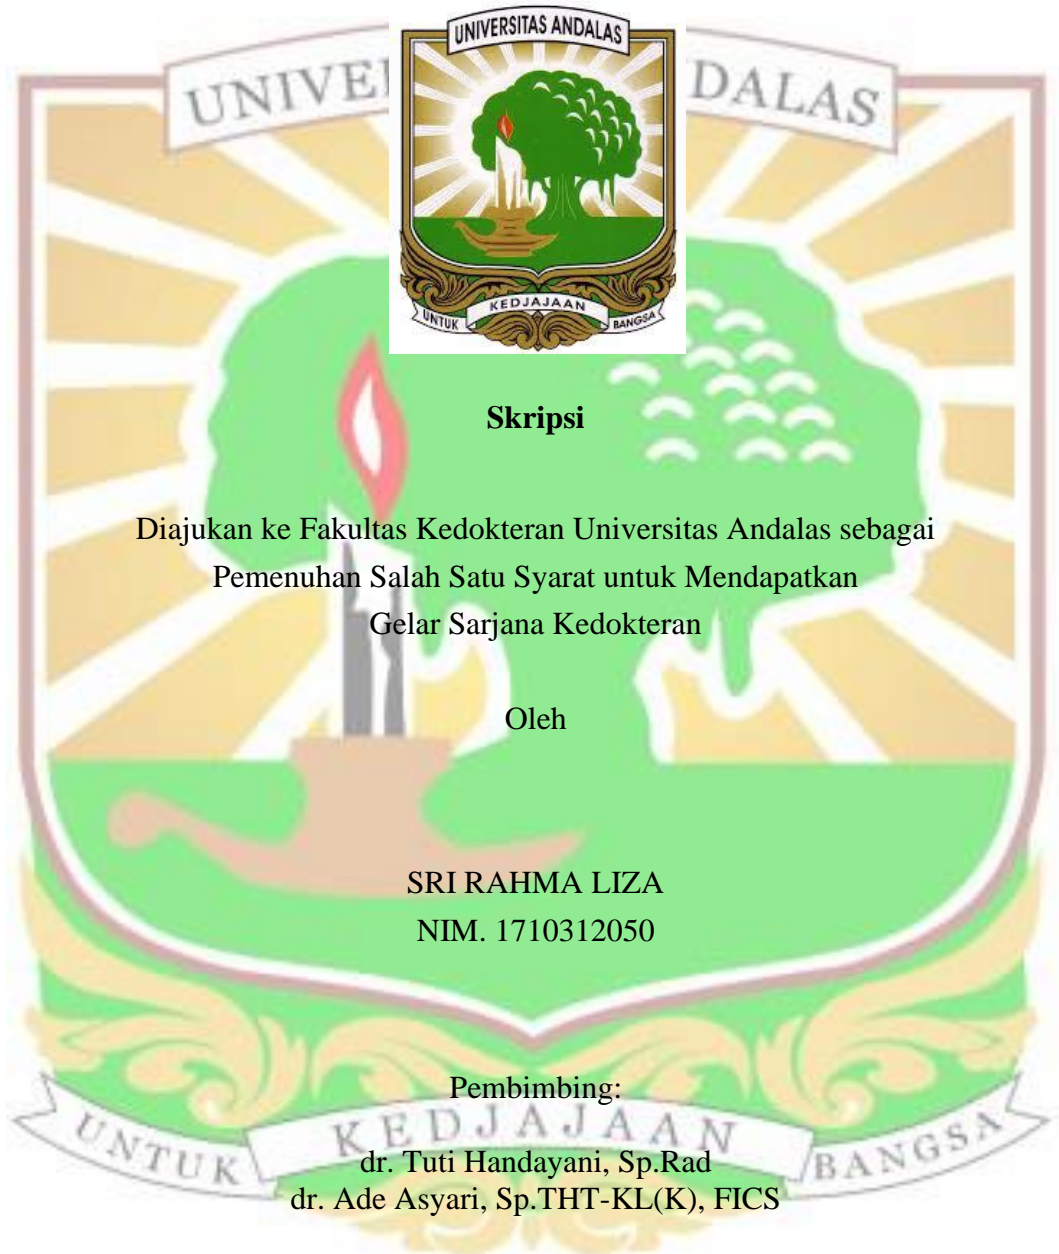 UNIVERSITAS ANDALAS
UNIVE DALAS
KEDJAJAAN
UNTUK BANGSA
Skripsi
Diajukan ke Fakultas Kedokteran Universitas Andalas sebagai
Pemenuhan Salah Satu Syarat untuk Mendapatkan
Gelar Sarjana Kedokteran
Oleh
SRI RAHMA LIZA
NIM. 1710312050
Pembimbing:
UNTUK KEDJAJAAN BANGSA
dr. Tuti Handayani, Sp.Rad
dr. Ade Asyari, Sp.THT-KL(K), FICS